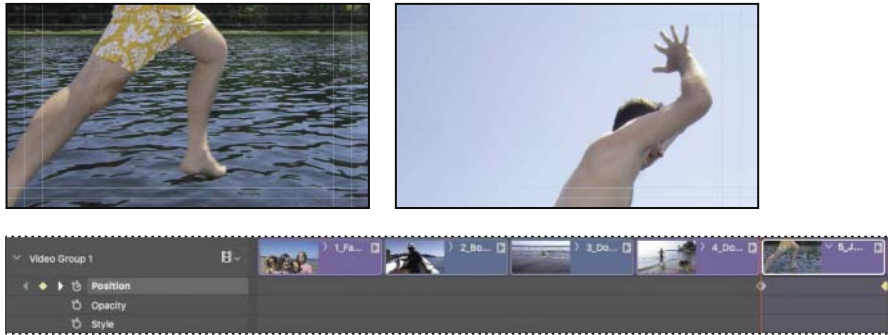 Video Group 1
1_Fa...
2_Bo...
3_Do...
4_Do...
5_J...
Position
Opacity
Style